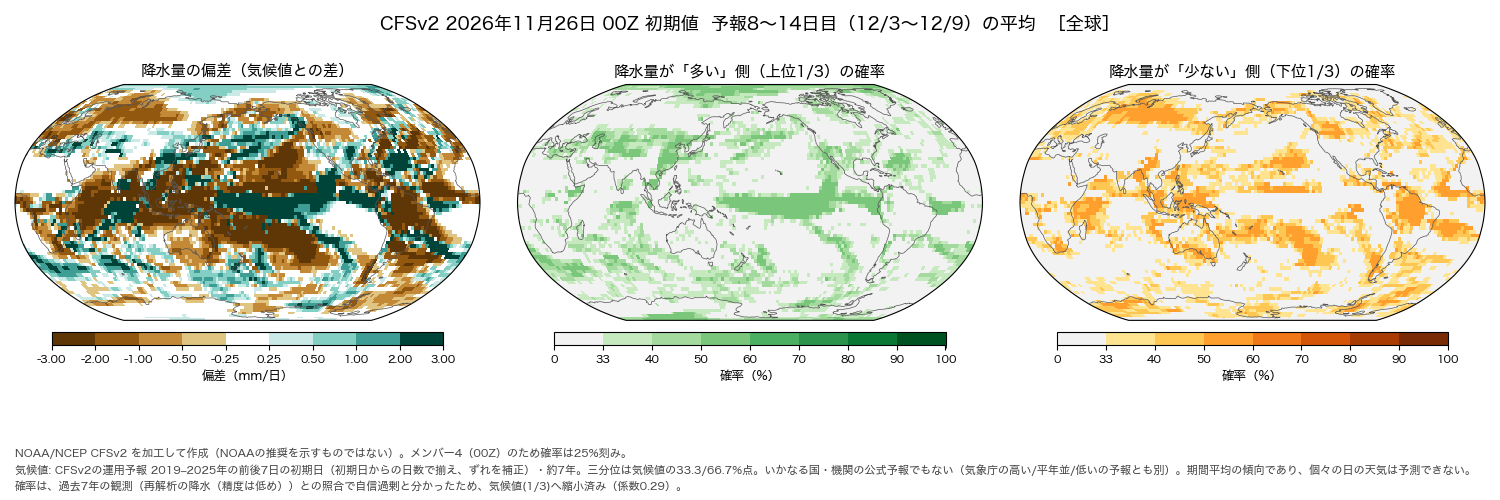 CFSv2 2026年11月26日 00Z 初期値 予報8～14日目（12/3～12/9）の平均 ［全球］
降水量の偏差（気候値との差）
降水量が「多い」側（上位1/3）の確率
降水量が「少ない」側（下位1/3）の確率
-3.00 -2.00 -1.00 -0.50 -0.25 0.25 0.50 1.00 2.00 3.00
0 33 40 50 60 70 80 90 100
0 33 40 50 60 70 80 90 100
偏差（mm/日）
確率（%）
確率（%）
NOAA/NCEP CFSv2 を加工して作成（NOAAの推奨を示すものではない）。メンバー4（00Z）のため確率は25%刻み。
気候値: CFSv2の運用予報 2019–2025年の前後7日の初期日（初期日からの日数で揃え、ずれを補正）・約7年。三分位は気候値の33.3/66.7%点。いかなる国・機関の公式予報でもない（気象庁の高い/平年並/低いの予報とも別）。期間平均の傾向であり、個々の日の天気は予測できない。
確率は、過去7年の観測（再解析の降水（精度は低め））との照合で自信過剰と分かったため、気候値(1/3)へ縮小済み（係数0.29）。